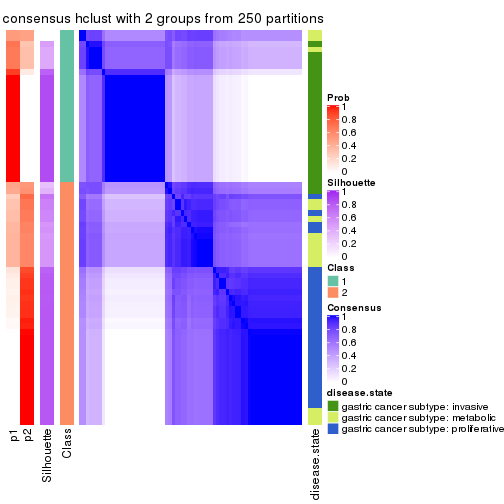 consensus hclust with 2 groups from 250 partitions
Prob
1
0.8
0.6
0.4
0.2
0
Silhouette
1
0.8
0.6
0.4
0.2
0
Class
1
2
Consensus
1
0.8
0.6
0.4
0.2
0
disease.state
gastric cancer subtype: invasive
gastric cancer subtype: metabolic
gastric cancer subtype: proliferative
p1
p2
Silhouette
Class
disease.state